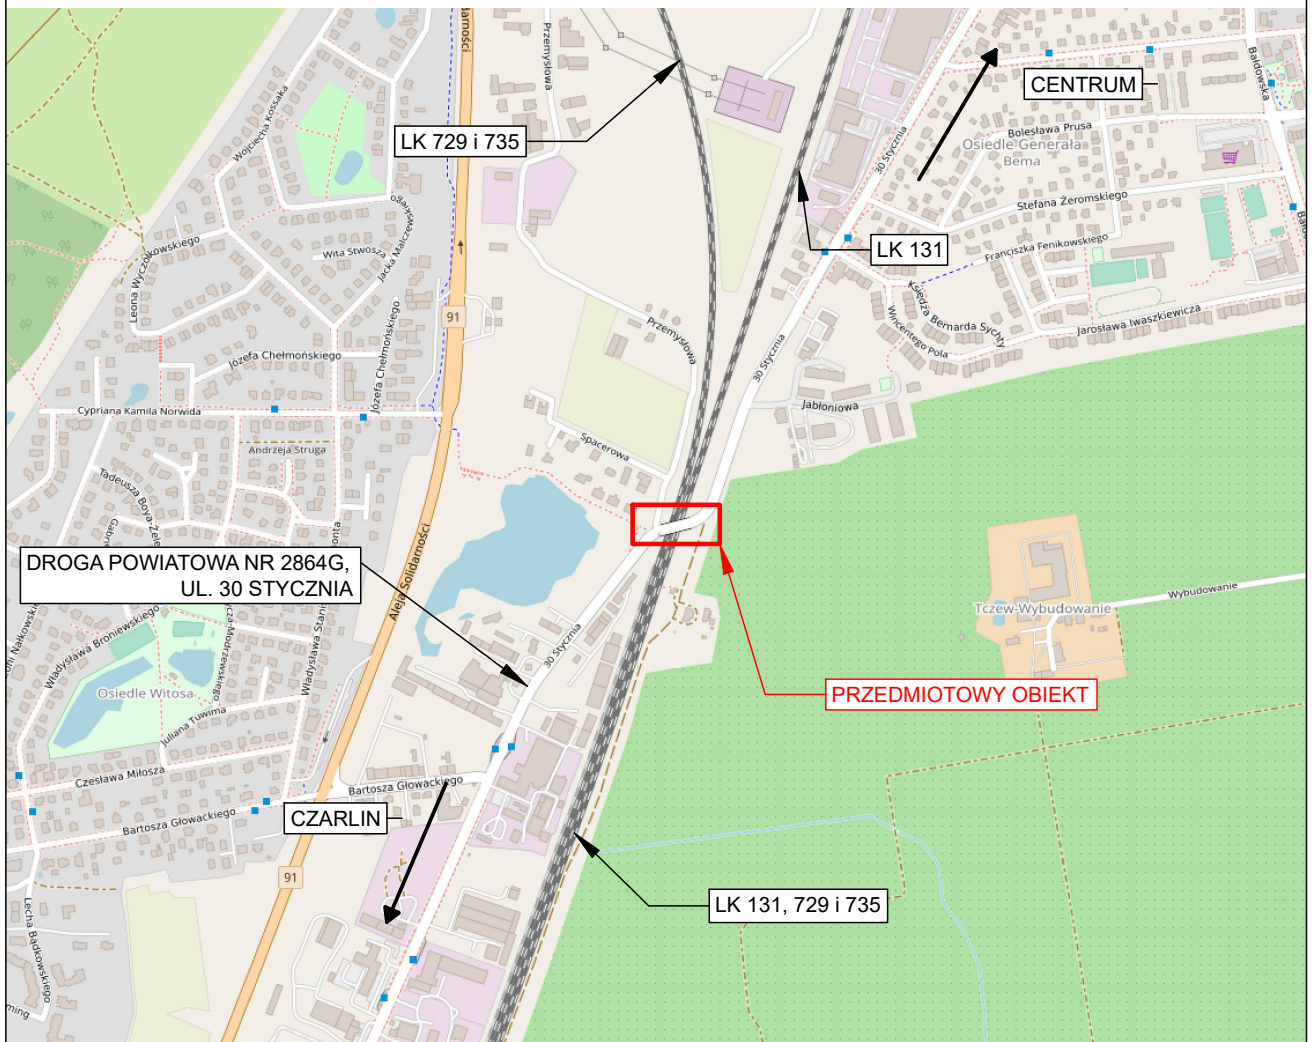 Aleja Solidarności
Przemysłowa
Wojciecha Kossaka
LK 729 i 735
30 Stycznia
CENTRUM
Bałdowska
Bolesława Prusa
Osiedle Generała
Bema
Stefana Żeromskiego
Franciszka Fenikowskiego
LK 131
Leona Wyczółkowskiego
Wita Stwosza
Jacka Malczewskiego
91
Księdza Bernarda Sychty
Wincentego Pola
Jarosława Iwaszkiewicza
Przemysłowa
30 Stycznia
Józefa Chełmońskiego
Józefa Chełmońskiego
Cypriana Kamila Norwida
Jabłoniowa
Andrzeja Struga
Spacerowa
Tadeusza
DROGA POWIATOWA NR 2864G,
UL. 30 STYCZNIA
Aleja Solidarności
Tczew-Wybudowanie
Wybudowanie
Władysława Broniewskiego
30 Stycznia
Osiedle Witosa
Juliana Tuwima
PRZEDMIOTOWY OBIEKT
Czesława Miłosza
Bartosza Głowackiego
Bartosza Głowackiego
CZARLIN
91
LK 131, 729 i 735
Lecha Bądkowskiego